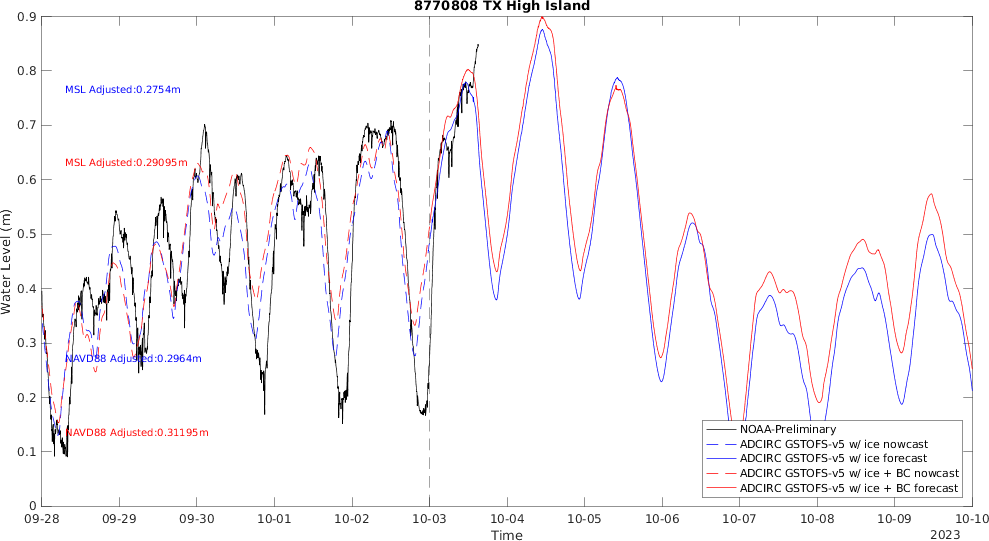 8770808 TX High Island
0.9
0.8
0.7
0.6
0.5
0.4
0.3
0.2
0.1
0
Water Level (m)
MSL Adjusted:0.2754m
MSL Adjusted:0.29095m
NAVD88 Adjusted:0.2964m
NAVD88 Adjusted:0.31195m
NOAA-Preliminary
ADCIRC GSTOFS-v5 w/ ice nowcast
ADCIRC GSTOFS-v5 w/ ice forecast
ADCIRC GSTOFS-v5 w/ ice + BC nowcast
ADCIRC GSTOFS-v5 w/ ice + BC forecast
09-28 09-29 09-30 10-01 10-02 10-03 10-04 10-05 10-06 10-07 10-08 10-09 10-10
Time
2023